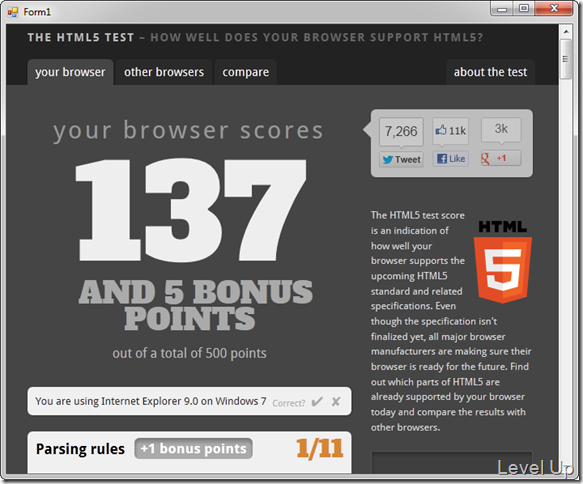 Form1
THE HTML5 TEST – HOW WELL DOES YOUR BROWSER SUPPORT HTML5?
your browser
other browsers
compare
about the test
your browser scores
137
AND 5 BONUS
POINTS
out of a total of 500 points
You are using Internet Explorer 9.0 on Windows 7 Correct? ✔ ✘
Parsing rules +1 bonus points 1/11
7,266
11k
3k
Tweet
Like
+1
HTML
5
The HTML5 test score
is an indication of
how well your
browser supports the
upcoming HTML5
standard and related
specifications. Even
though the specification isn't
finalized yet, all major browser
manufacturers are making sure their
browser is ready for the future. Find
out which parts of HTML5 are
already supported by your browser
today and compare the results with
other browsers.
Level Up